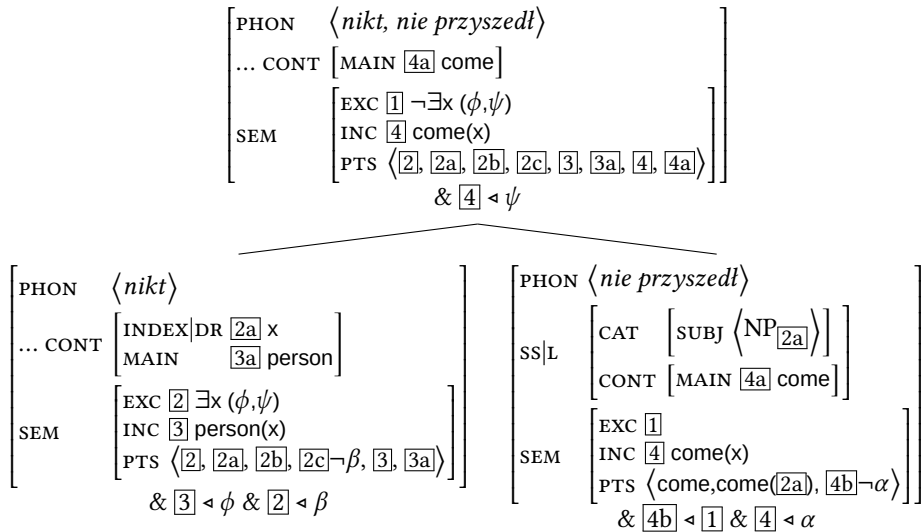 PHON ⟨nikt, nie przyszedł⟩
... CONT [MAIN 4a come]
SEM [EXC 1 ¬∃x (ϕ,ψ)
INC 4 come(x)
PTS ⟨2, 2a, 2b, 2c, 3, 3a, 4, 4a⟩]
& 4 ◂ ψ
PHON ⟨nikt⟩
... CONT [INDEX|DR 2a x
MAIN 3a person]
SEM [EXC 2 ∃x (ϕ,ψ)
INC 3 person(x)
PTS ⟨2, 2a, 2b, 2c¬β, 3, 3a⟩]
& 3 ◂ ϕ & 2 ◂ β
PHON ⟨nie przyszedł⟩
SS|L [CAT [SUBJ ⟨NP2a⟩]
CONT [MAIN 4a come]]
SEM [EXC 1
INC 4 come(x)
PTS ⟨come,come(2a), 4b¬α⟩]
& 4b ◂ 1 & 4 ◂ α